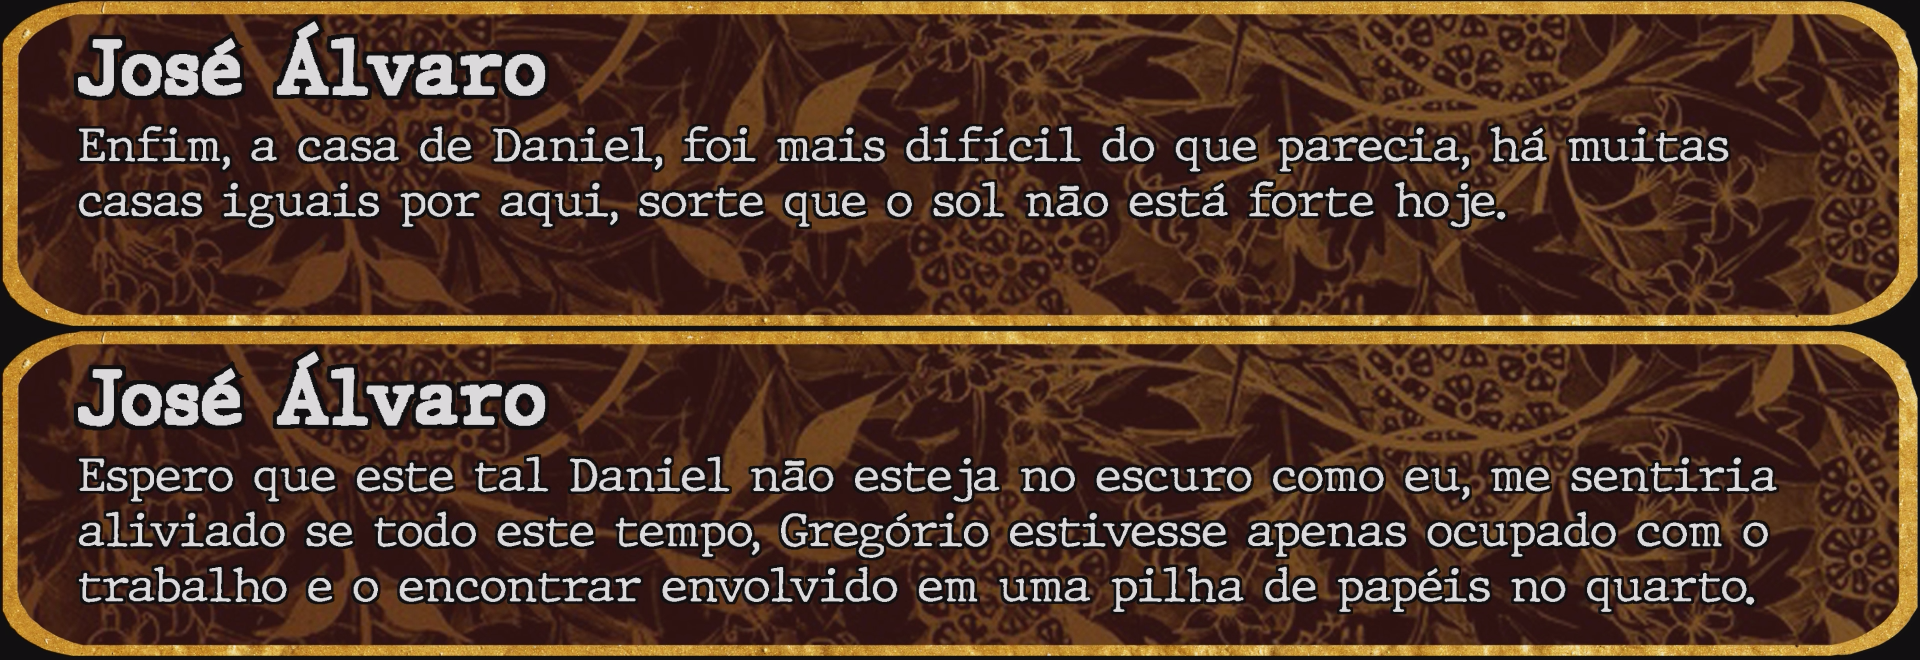 José Álvaro
Enfim, a casa de Daniel, foi mais difícil do que parecia, há muitas
casas iguais por aqui, sorte que o sol não está forte hoje.
José Álvaro
Espero que este tal Daniel não esteja no escuro como eu, me sentiria
aliviado se todo este tempo, Gregório estivesse apenas ocupado com o
trabalho e o encontrar envolvido em uma pilha de papéis no quarto.